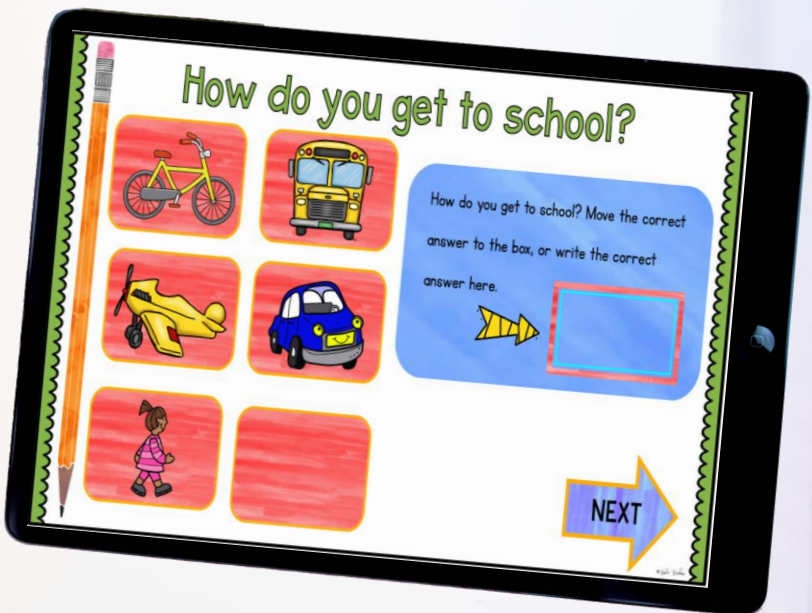 How do you get to school?
How do you get to school? Move the correct
answer to the box, or write the correct
answer here.
NEXT